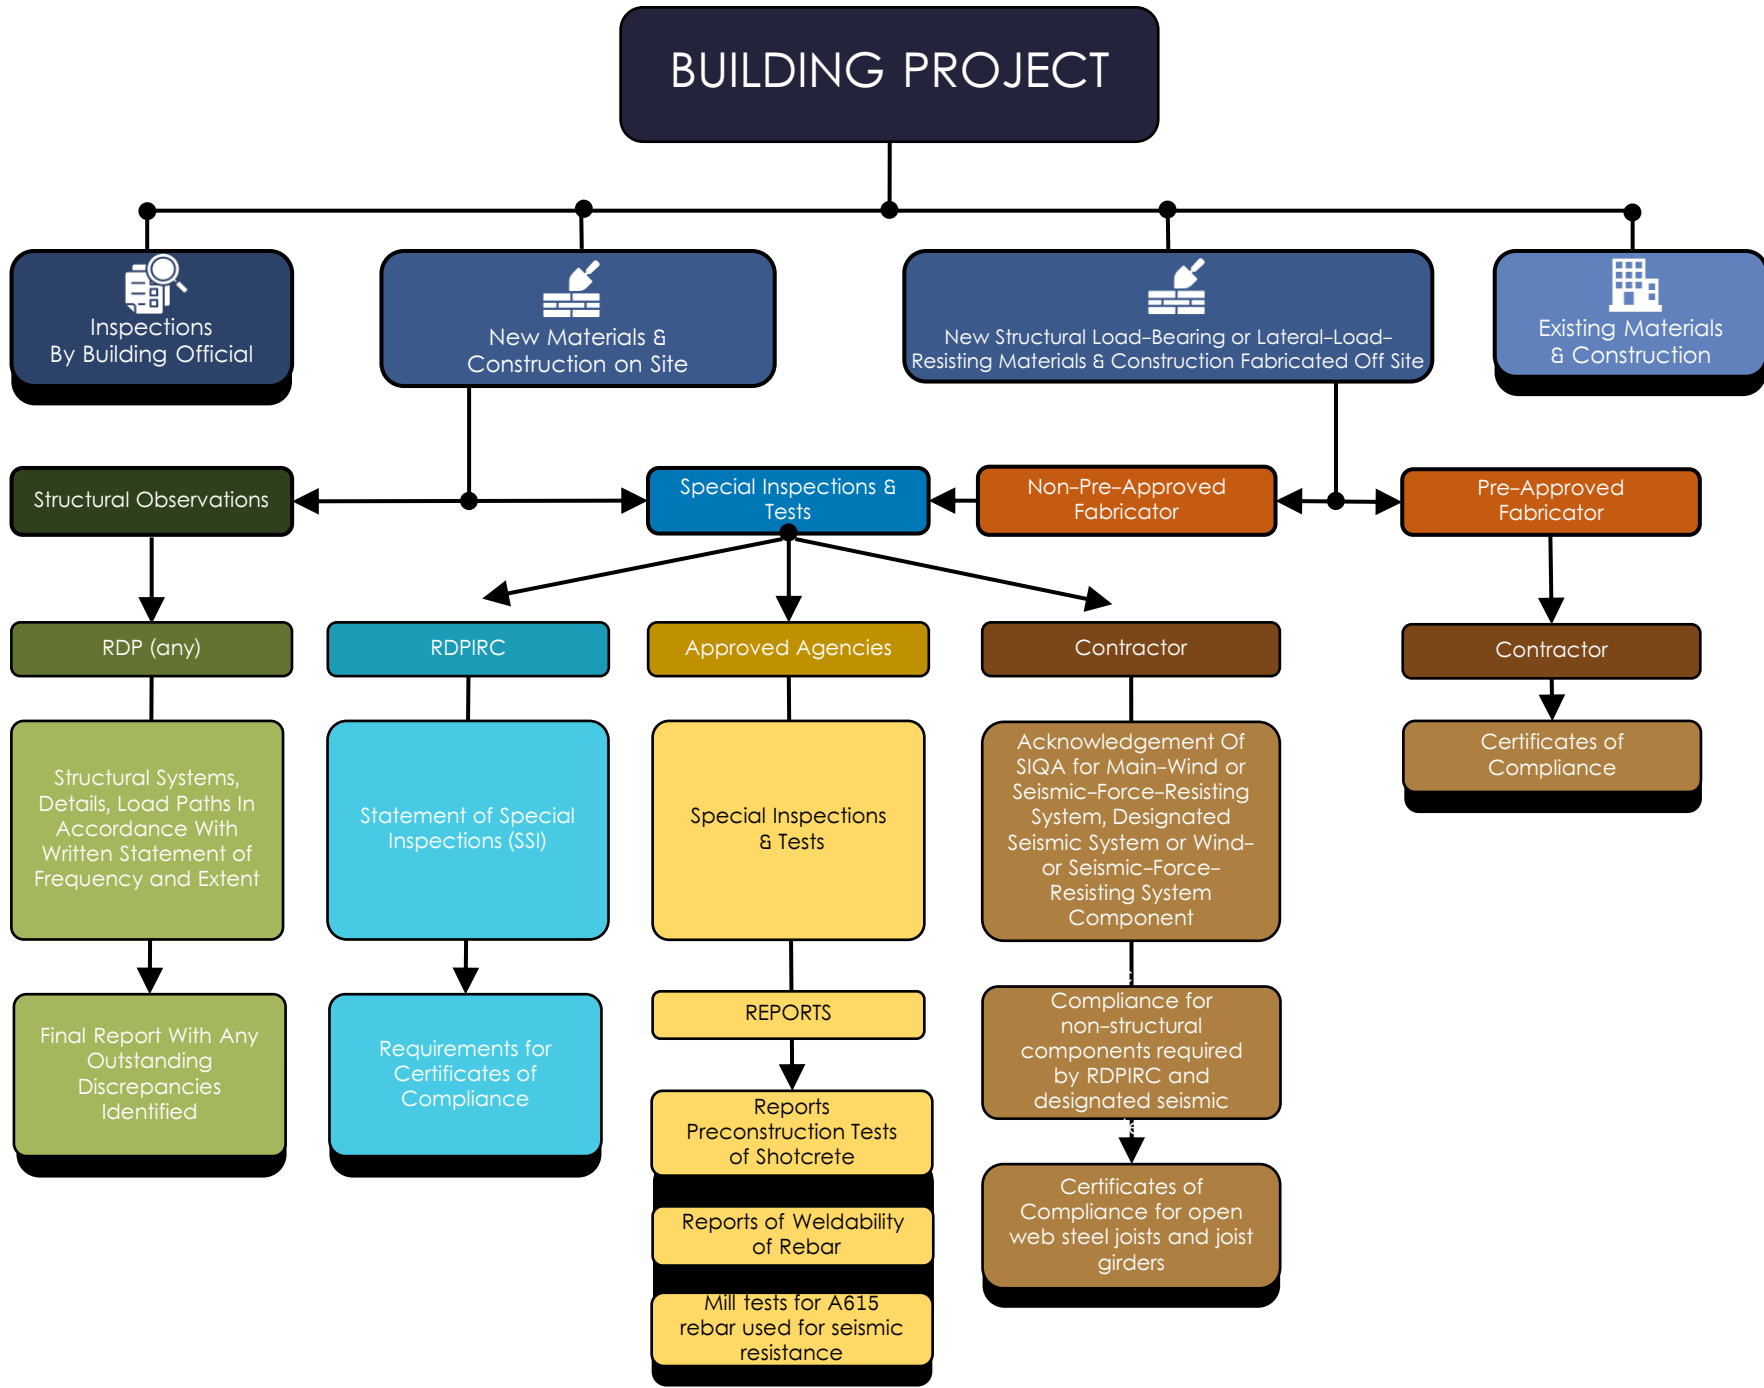 BUILDING PROJECT
Inspections
By Building Official
New Materials &
Construction on Site
New Structural Load-Bearing or Lateral-Load-
Resisting Materials & Construction Fabricated Off Site
Existing Materials
& Construction
Structural Observations
Special Inspections &
Tests
Non-Pre-Approved
Fabricator
Pre-Approved
Fabricator
RDP (any)
RDPIRC
Approved Agencies
Contractor
Contractor
Structural Systems,
Details, Load Paths In
Accordance With
Written Statement of
Frequency and Extent
Statement of Special
Inspections (SSI)
Special Inspections
& Tests
Acknowledgement Of
SIQA for Main-Wind or
Seismic-Force-Resisting
System, Designated
Seismic System or Wind-
or Seismic-Force-
Resisting System
Component
Certificates of
Compliance
Final Report With Any
Outstanding
Discrepancies
Identified
Requirements for
Certificates of
Compliance
REPORTS
Reports
Preconstruction Tests
of Shotcrete
Reports of Weldability
of Rebar
Mill tests for A615
rebar used for seismic
resistance
Compliance for
non-structural
components required
by RDPIRC and
designated seismic
Certificates of
Compliance for open
web steel joists and joist
girders